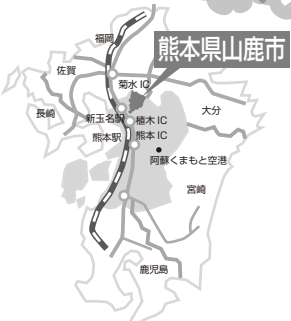 福岡
熊本県山鹿市
佐賀
菊水 IC
長崎
大分
新玉名駅
植木 IC
熊本駅
熊本 IC
阿蘇くまもと空港
宮崎
鹿児島